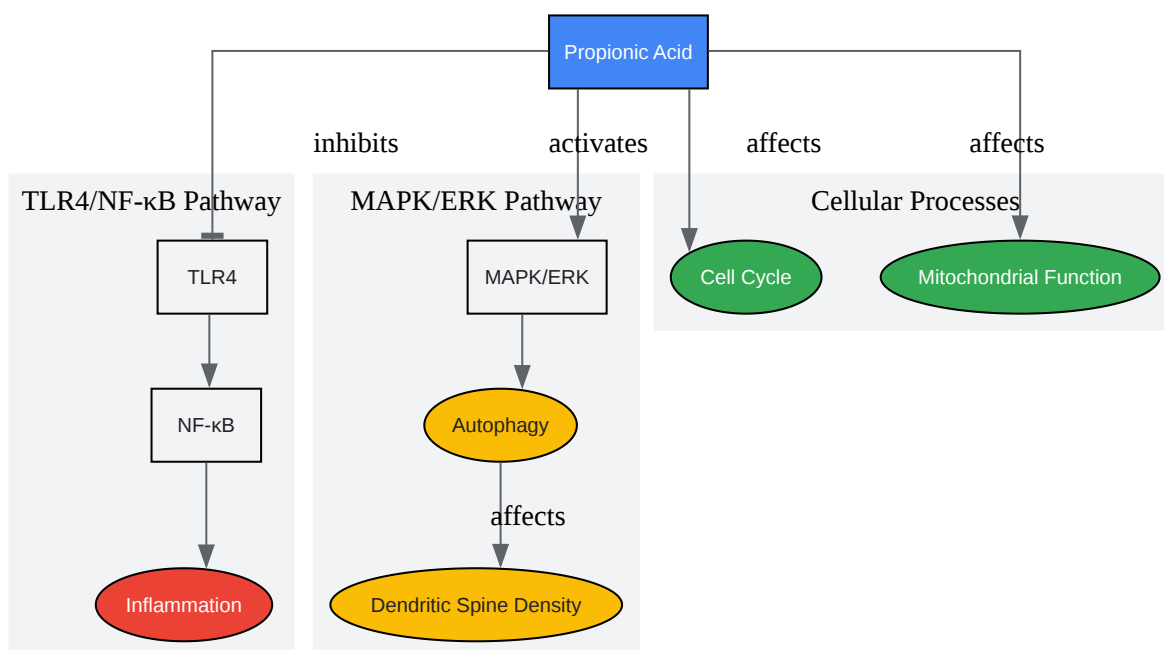 Propionic Acid
inhibits
activates
affects
affects
TLR4/NF-κB Pathway
MAPK/ERK Pathway
Cellular Processes
TLR4
MAPK/ERK
Cell Cycle
Mitochondrial Function
NF-κB
Autophagy
affects
Inflammation
Dendritic Spine Density